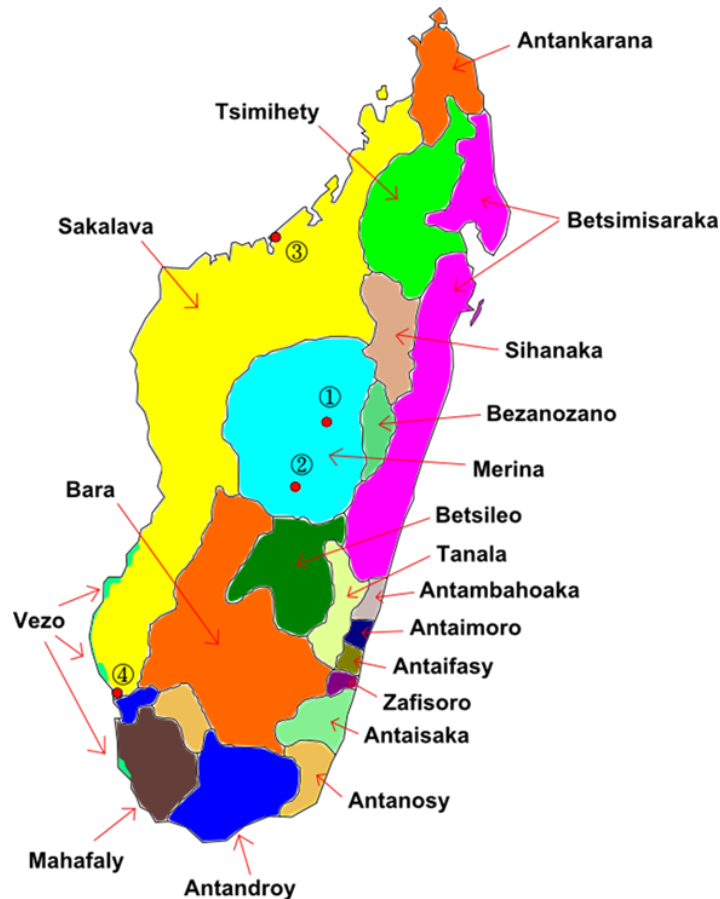 Antankarana
Tsimihety
Betsimisaraka
Sakalava
③
Sihanaka
①
Bezanozano
Merina
②
Bara
Betsileo
Tanala
Antambahoaka
Vezo
Antaimoro
Antaifasy
④
Zafisoro
Antaisaka
Antanosy
Mahafaly
Antandroy